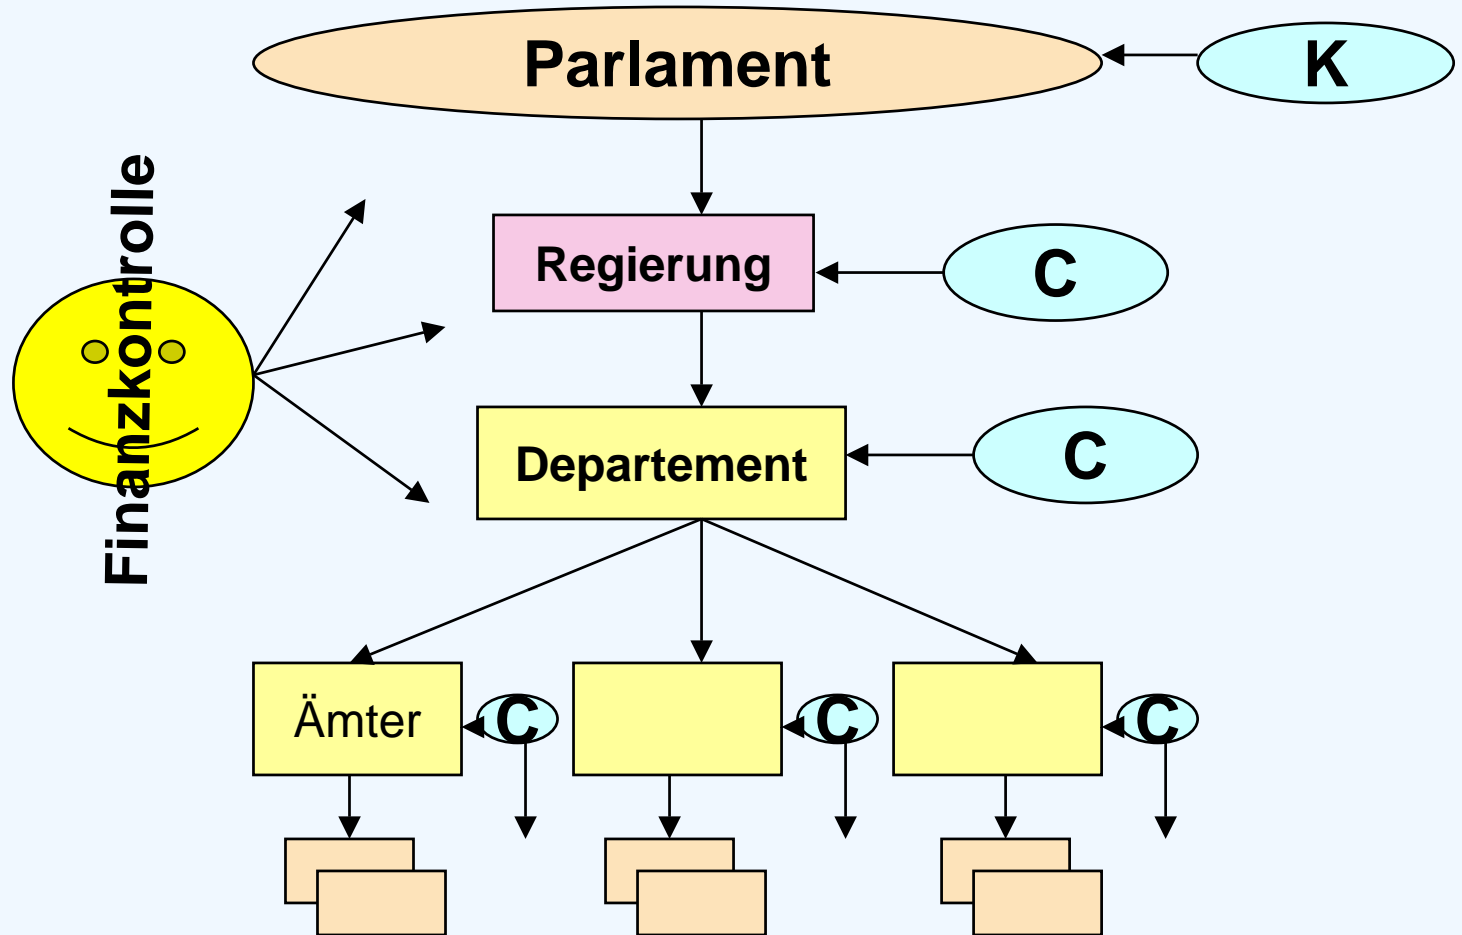 Parlament
K
Finanzkontrolle
Regierung
C
Departement
C
Ämter
C
C
C